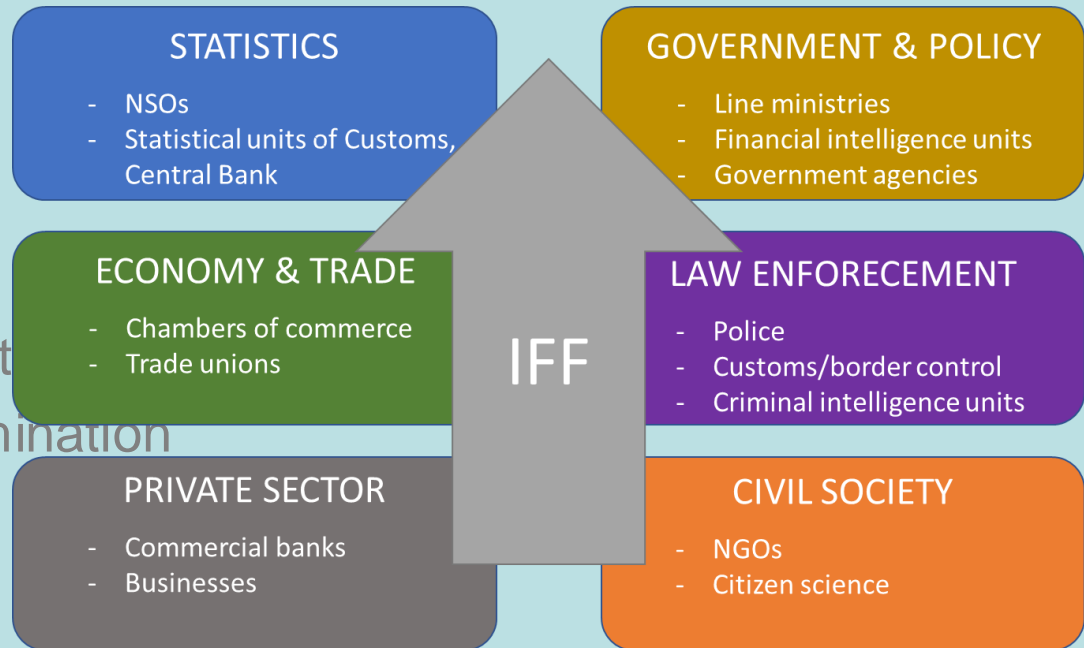 STATISTICS
- NSOs
- Statistical units of Customs,
Central Bank
GOVERNMENT & POLICY
- Line ministries
- Financial intelligence units
- Government agencies
ECONOMY & TRADE
- Chambers of commerce
- Trade unions
LAW ENFORECEMENT
- Police
- Customs/border control
- Criminal intelligence units
IFF
PRIVATE SECTOR
- Commercial banks
- Businesses
CIVIL SOCIETY
- NGOs
- Citizen science